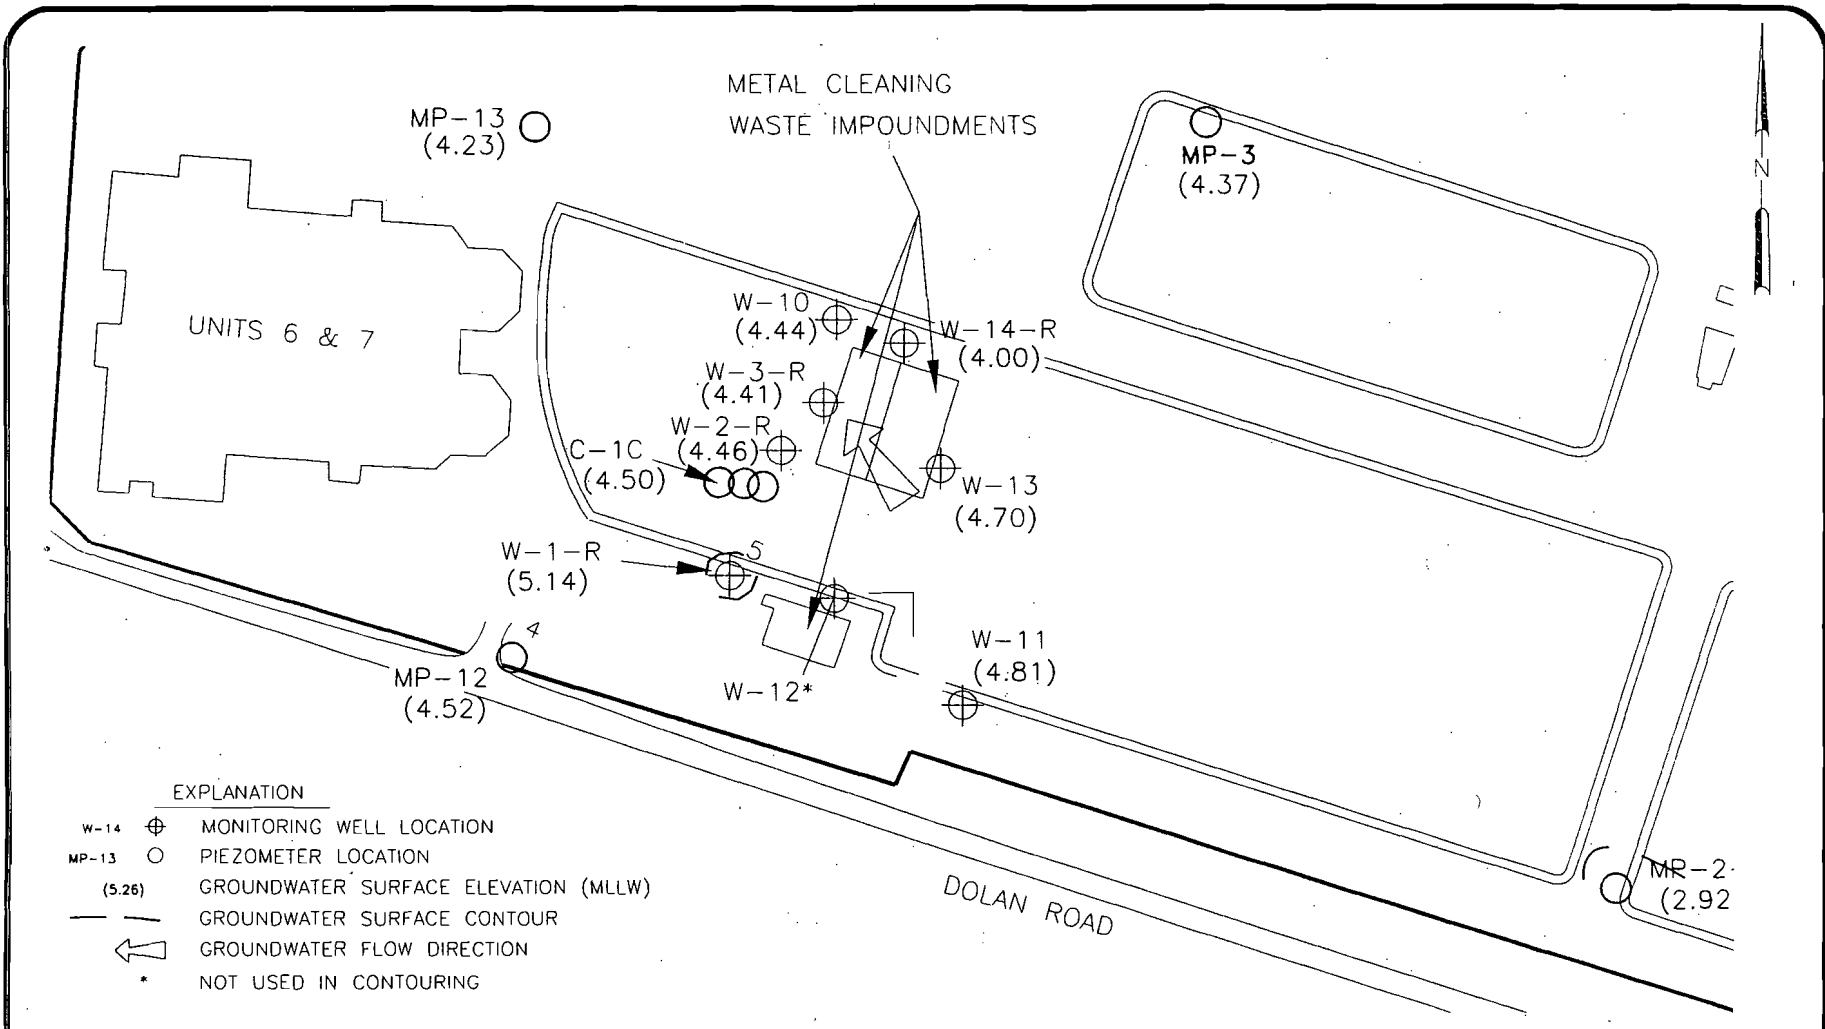 METAL CLEANING
WASTE IMPOUNDMENTS
MP-13
(4.23)
MP-3
(4.37)
N
UNITS 6 & 7
W-10
(4.44)
W-14-R
(4.00)
W-3-R
(4.41)
W-2-R
(4.46)
C-1C
(4.50)
W-13
(4.70)
W-1-R
(5.14)
5
4
MP-12
(4.52)
W-12*
W-11
(4.81)
MP-2
(2.92
DOLAN ROAD
EXPLANATION
W-14 MONITORING WELL LOCATION
MP-13 PIEZOMETER LOCATION
(5.26) GROUNDWATER SURFACE ELEVATION (MLLW)
GROUNDWATER SURFACE CONTOUR
GROUNDWATER FLOW DIRECTION
* NOT USED IN CONTOURING